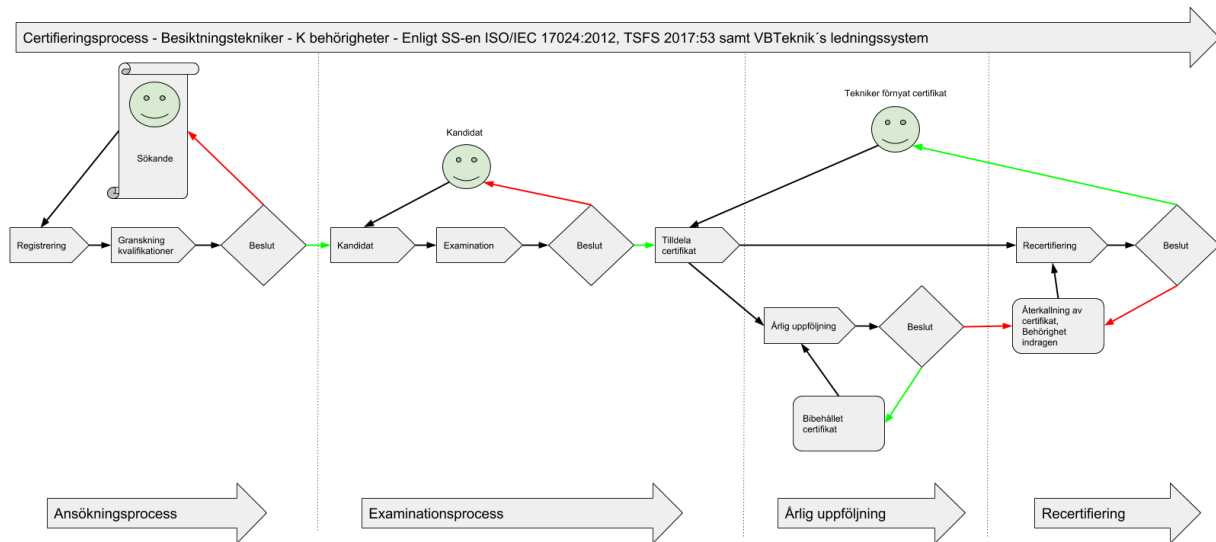 Certifieringsprocess - Besiktningstekniker - K behörigheter - Enligt SS-en ISO/IEC 17024:2012, TSFS 2017:53 samt VBTeknik´s ledningssystem
Sökande
Kandidat
Tekniker förnyat certifikat
Registrering
Granskning
kvalifikationer
Beslut
Kandidat
Examination
Beslut
Tilldela
certifikat
Recertifiering
Beslut
Årlig uppföljning
Beslut
Återkallning av
certifikat,
Behörighet
indragen
Bibehållet
certifikat
Ansökningsprocess
Examinationsprocess
Årlig uppföljning
Recertifiering